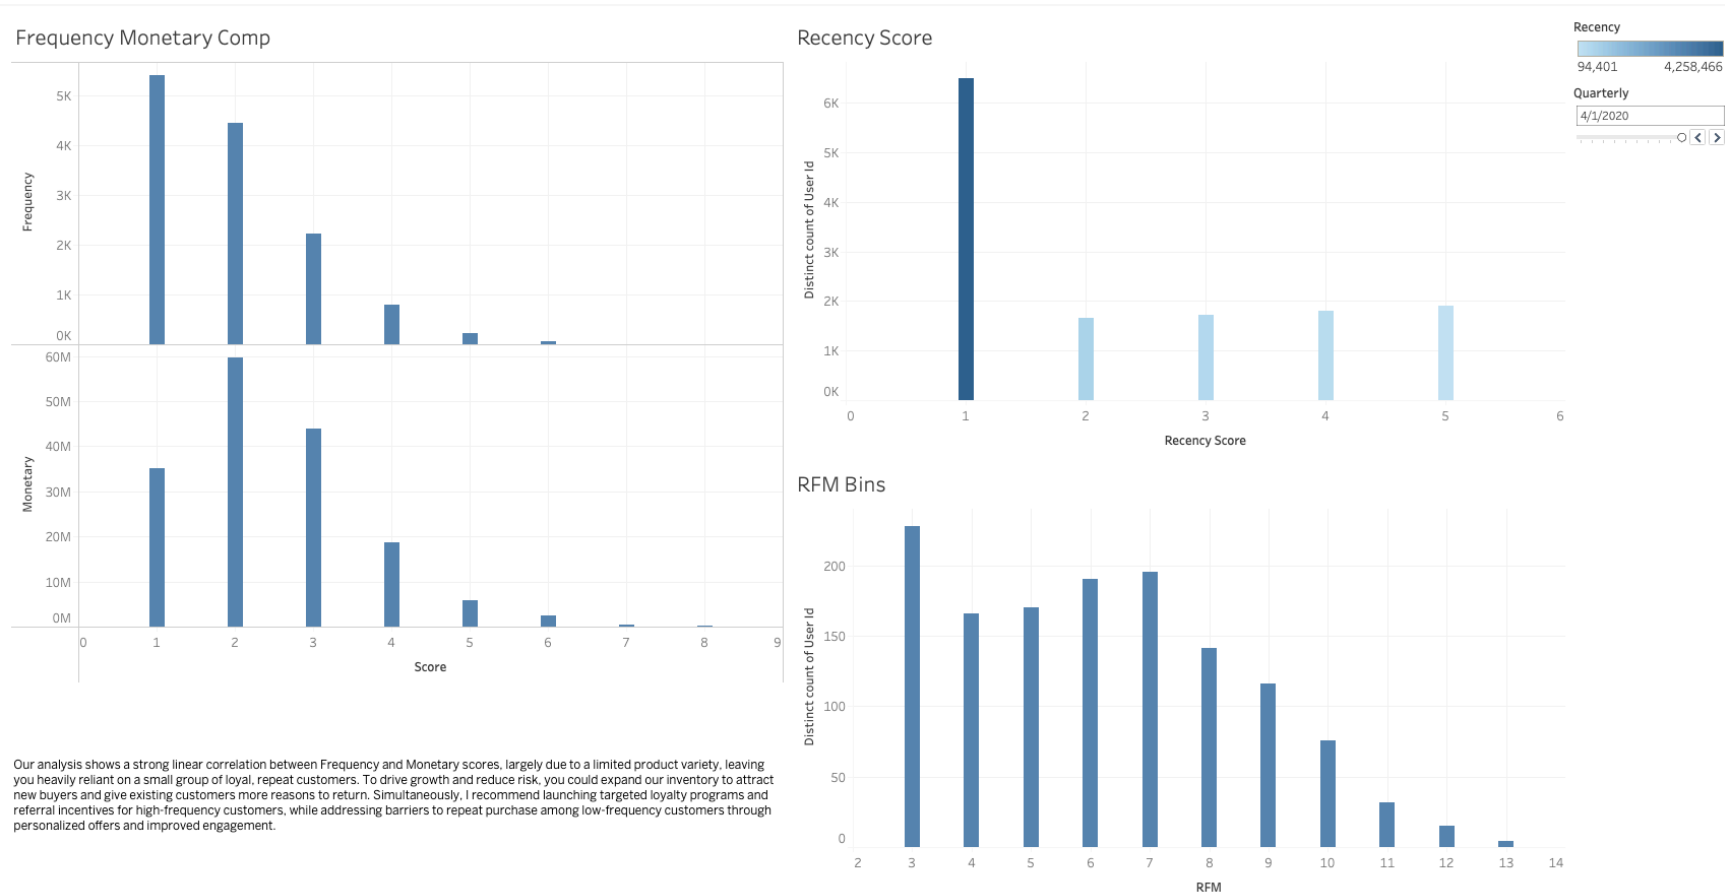 Frequency Monetary Comp
5K
4K
3K
2K
1K
0K
Frequency
60M
50M
40M
30M
20M
10M
0M
Monetary
0 1 2 3 4 5 6 7 8 9
Score
Our analysis shows a strong linear correlation between Frequency and Monetary scores, largely due to a limited product variety, leaving
you heavily reliant on a small group of loyal, repeat customers. To drive growth and reduce risk, you could expand our inventory to attract
new buyers and give existing customers more reasons to return. Simultaneously, I recommend launching targeted loyalty programs and
referral incentives for high-frequency customers, while addressing barriers to repeat purchase among low-frequency customers through
personalized offers and improved engagement.
Recency Score
6K
5K
4K
3K
2K
1K
0K
Distinct count of User Id
0 1 2 3 4 5 6
Recency Score
RFM Bins
200
150
100
50
0
Distinct count of User Id
2 3 4 5 6 7 8 9 10 11 12 13 14
RFM
Recency
94,401 4,258,466
Quarterly
4/1/2020